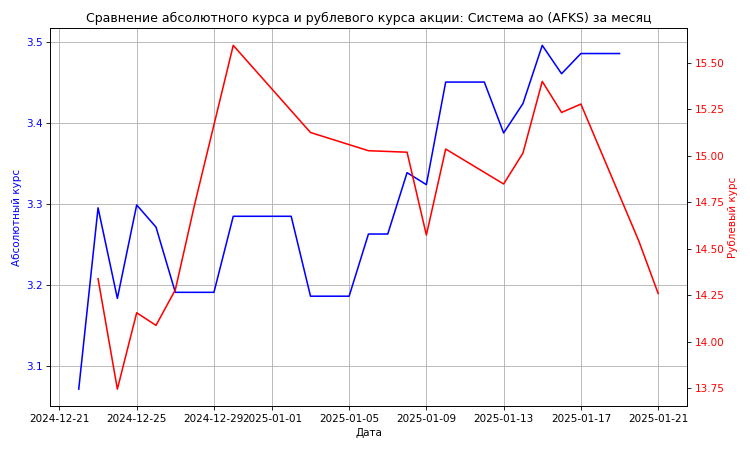 Сравнение абсолютного курса и рублевого курса акции: Система ао (AFKS) за месяц
3.5
3.4
3.3
3.2
3.1
Абсолютный курс
15.50
15.25
15.00
14.75
14.50
14.25
14.00
13.75
Рублевый курс
2024-12-21 2024-12-25 2024-12-29 2025-01-01 2025-01-05 2025-01-09 2025-01-13 2025-01-17 2025-01-21
Дата